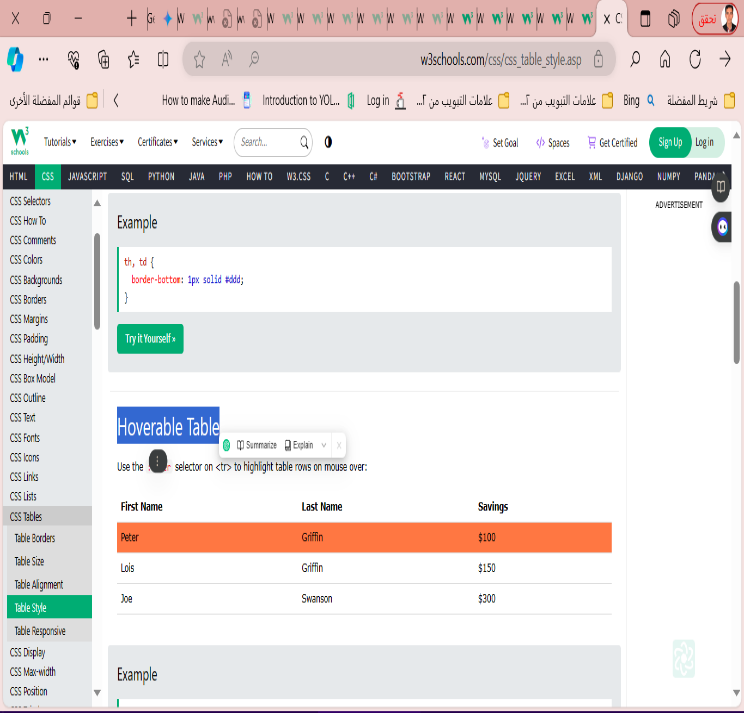 تحقق
w3schools.com/css/css_table_style.asp
قوائم المفضلة الأخرى
How to make Audi...
Introduction to YOL...
Log in
علامات التبويب من آ...
علامات التبويب من آ...
Bing
شريط المفضلة
W 3
schools
Tutorials
Exercises
Certificates
Services
Search...
Set Goal
Spaces
Get Certified
Sign Up
Log in
HTML CSS JAVASCRIPT SQL PYTHON JAVA PHP HOW TO W3.CSS C C++ C# BOOTSTRAP REACT MYSQL JQUERY EXCEL XML DJANGO NUMPY
CSS Selectors
CSS How To
CSS Comments
CSS Colors
CSS Backgrounds
CSS Borders
CSS Margins
CSS Padding
CSS Height/Width
CSS Box Model
CSS Outline
CSS Text
CSS Fonts
CSS Icons
CSS Links
CSS Lists
CSS Tables
Table Borders
Table Size
Table Alignment
Table Style
Table Responsive
CSS Display
CSS Max-width
CSS Position
Example
th, td {
border-bottom: 1px solid #ddd;
}
Try it Yourself »
Hoverable Table
Summarize
Explain
Use the selector on <tr> to highlight table rows on mouse over:
First Name Last Name Savings
Peter Griffin $100
Lois Griffin $150
Joe Swanson $300
Example
ADVERTISEMENT